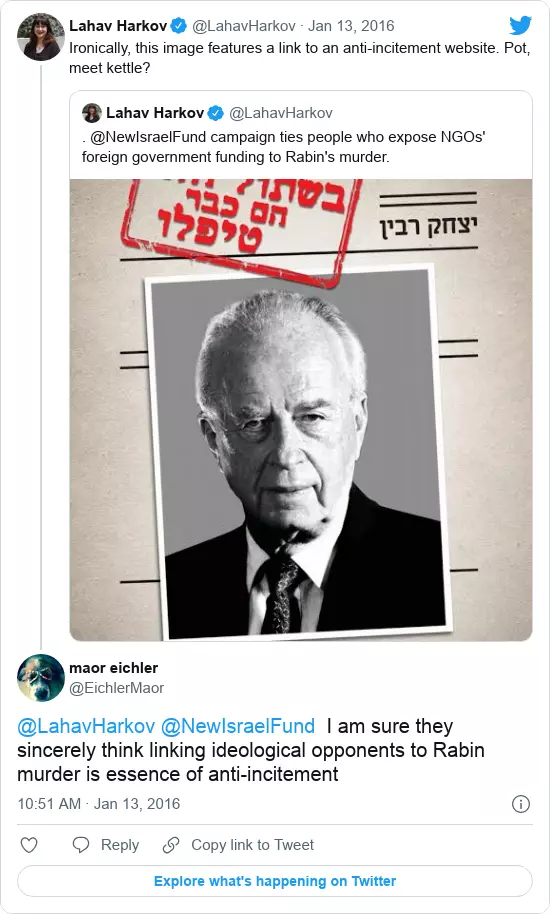 Lahav Harkov @LahavHarkov · Jan 13, 2016
Ironically, this image features a link to an anti-incitement website. Pot,
meet kettle?
Lahav Harkov @LahavHarkov
. @NewIsraelFund campaign ties people who expose NGOs'
foreign government funding to Rabin's murder.
בשתול
הם כבר
טיפלו
יצחק רבין
maor eichler
@EichlerMaor
@LahavHarkov @NewIsraelFund I am sure they
sincerely think linking ideological opponents to Rabin
murder is essence of anti-incitement
10:51 AM · Jan 13, 2016
Reply
Copy link to Tweet
Explore what's happening on Twitter